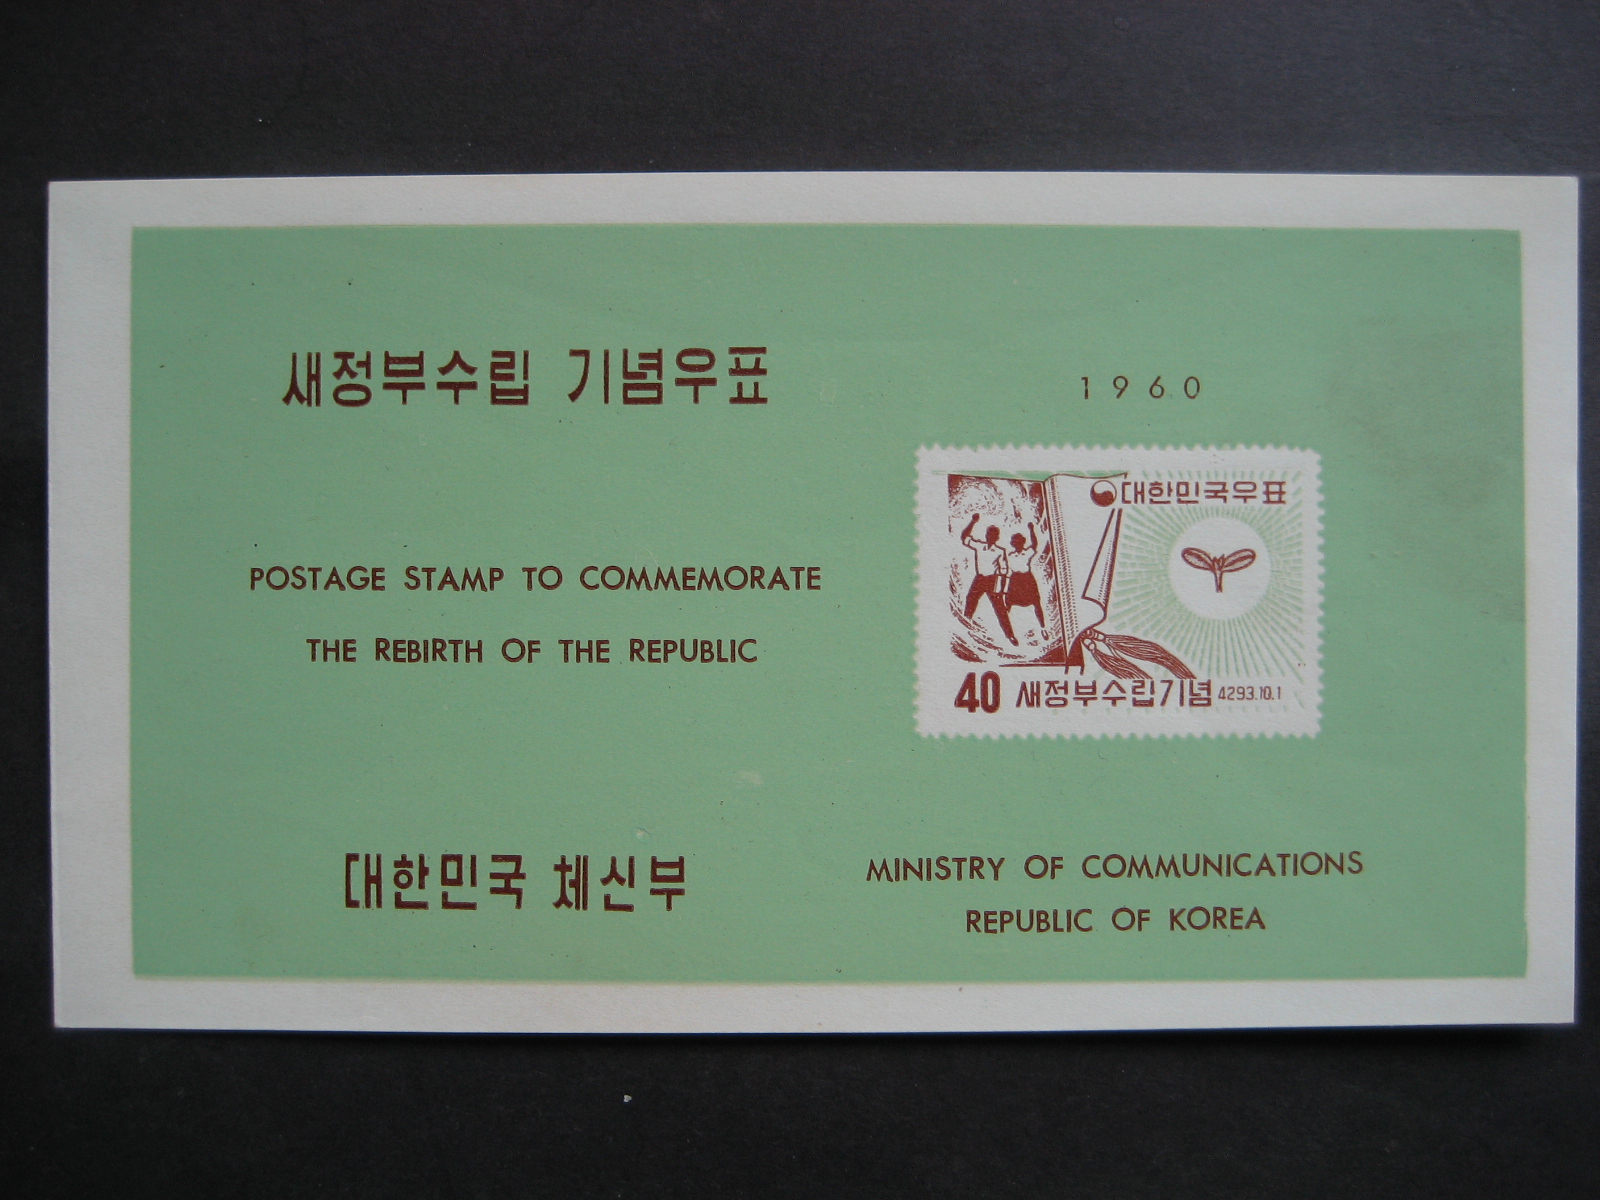 새정부수립 기념우표
1960
POSTAGE STAMP TO COMMEMORATE
THE REBIRTH OF THE REPUBLIC
대한민국우표
40 새정부수립기념 4293.10.1
대한민국 체신부
MINISTRY OF COMMUNICATIONS
REPUBLIC OF KOREA